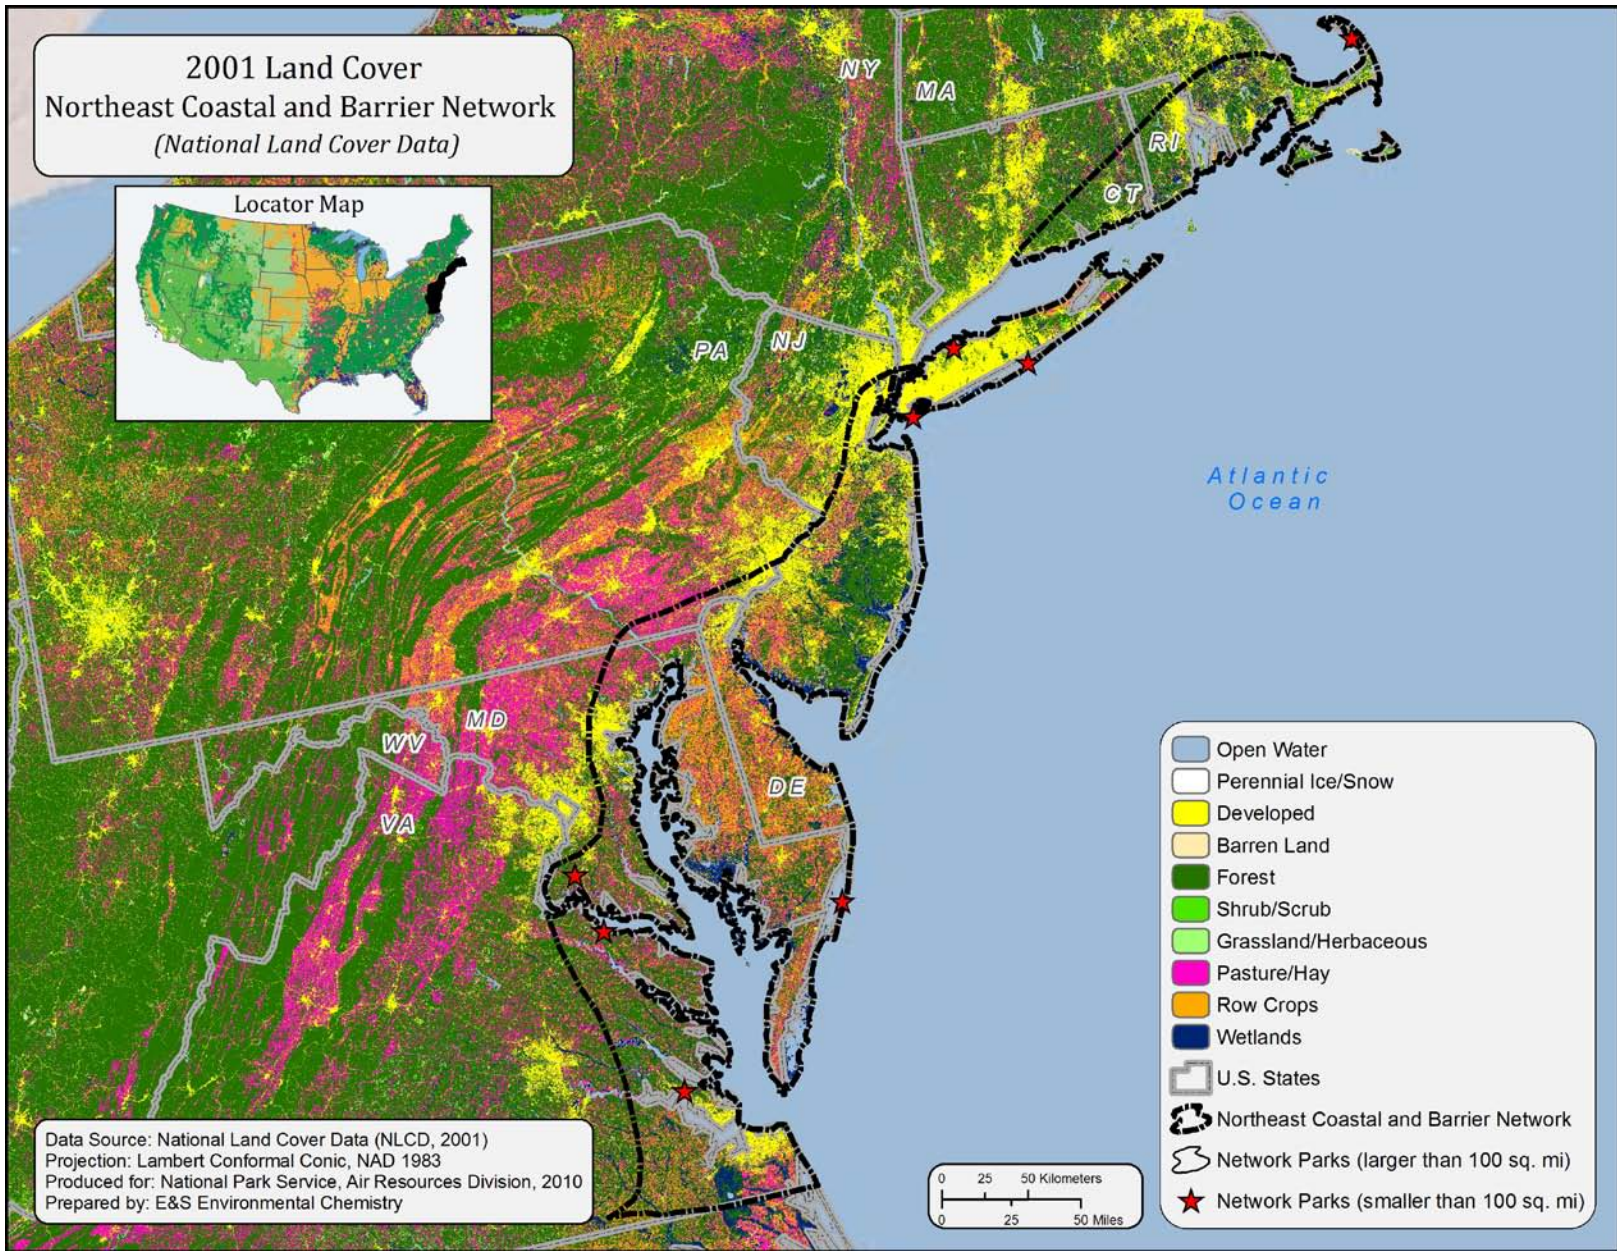 2001 Land Cover
Northeast Coastal and Barrier Network
(National Land Cover Data)
Locator Map
NY
MA
RI
CT
PA
NJ
Atlantic
Ocean
MD
WV
DE
VA
Open Water
Perennial Ice/Snow
Developed
Barren Land
Forest
Shrub/Scrub
Grassland/Herbaceous
Pasture/Hay
Row Crops
Wetlands
U.S. States
Northeast Coastal and Barrier Network
Network Parks (larger than 100 sq. mi)
Network Parks (smaller than 100 sq. mi)
Data Source: National Land Cover Data (NLCD, 2001)
Projection: Lambert Conformal Conic, NAD 1983
Produced for: National Park Service, Air Resources Division, 2010
Prepared by: E&S Environmental Chemistry
0 25 50 Kilometers
0 25 50 Miles